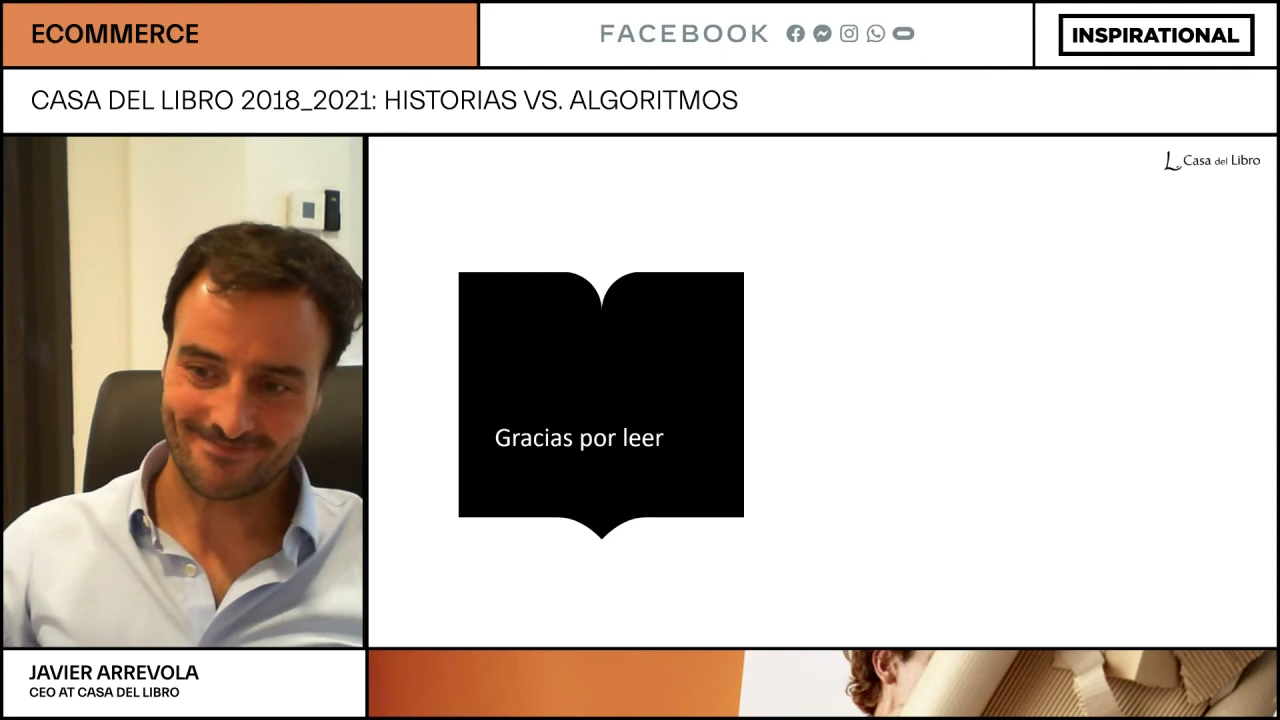 ECOMMERCE
FACEBOOK
INSPIRATIONAL
CASA DEL LIBRO 2018_2021: HISTORIAS VS. ALGORITMOS
Casa del Libro
Gracias por leer
JAVIER ARREVOLA
CEO AT CASA DEL LIBRO